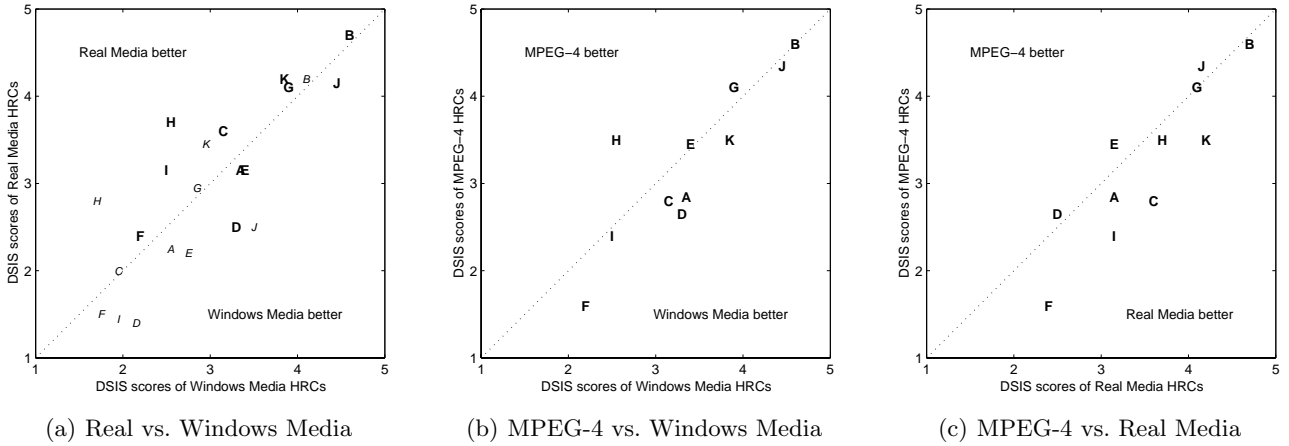 5
4
3
2
1
DSIS scores of Real Media HRCs
Real Media better
B
K
G
B
J
H
C
K
I
A
E
G
H
F
D
J
A
E
C
F
I
D
Windows Media better
1
2
3
4
5
DSIS scores of Windows Media HRCs
(a) Real vs. Windows Media
5
4
3
2
1
DSIS scores of MPEG−4 HRCs
MPEG−4 better
B
J
G
H
E
K
A
C
D
I
F
Windows Media better
1
2
3
4
5
DSIS scores of Windows Media HRCs
(b) MPEG-4 vs. Windows Media
5
4
3
2
1
DSIS scores of MPEG−4 HRCs
MPEG−4 better
B
J
G
E
H
K
A
C
D
I
F
Real Media better
1
2
3
4
5
DSIS scores of Real Media HRCs
(c) MPEG-4 vs. Real Media